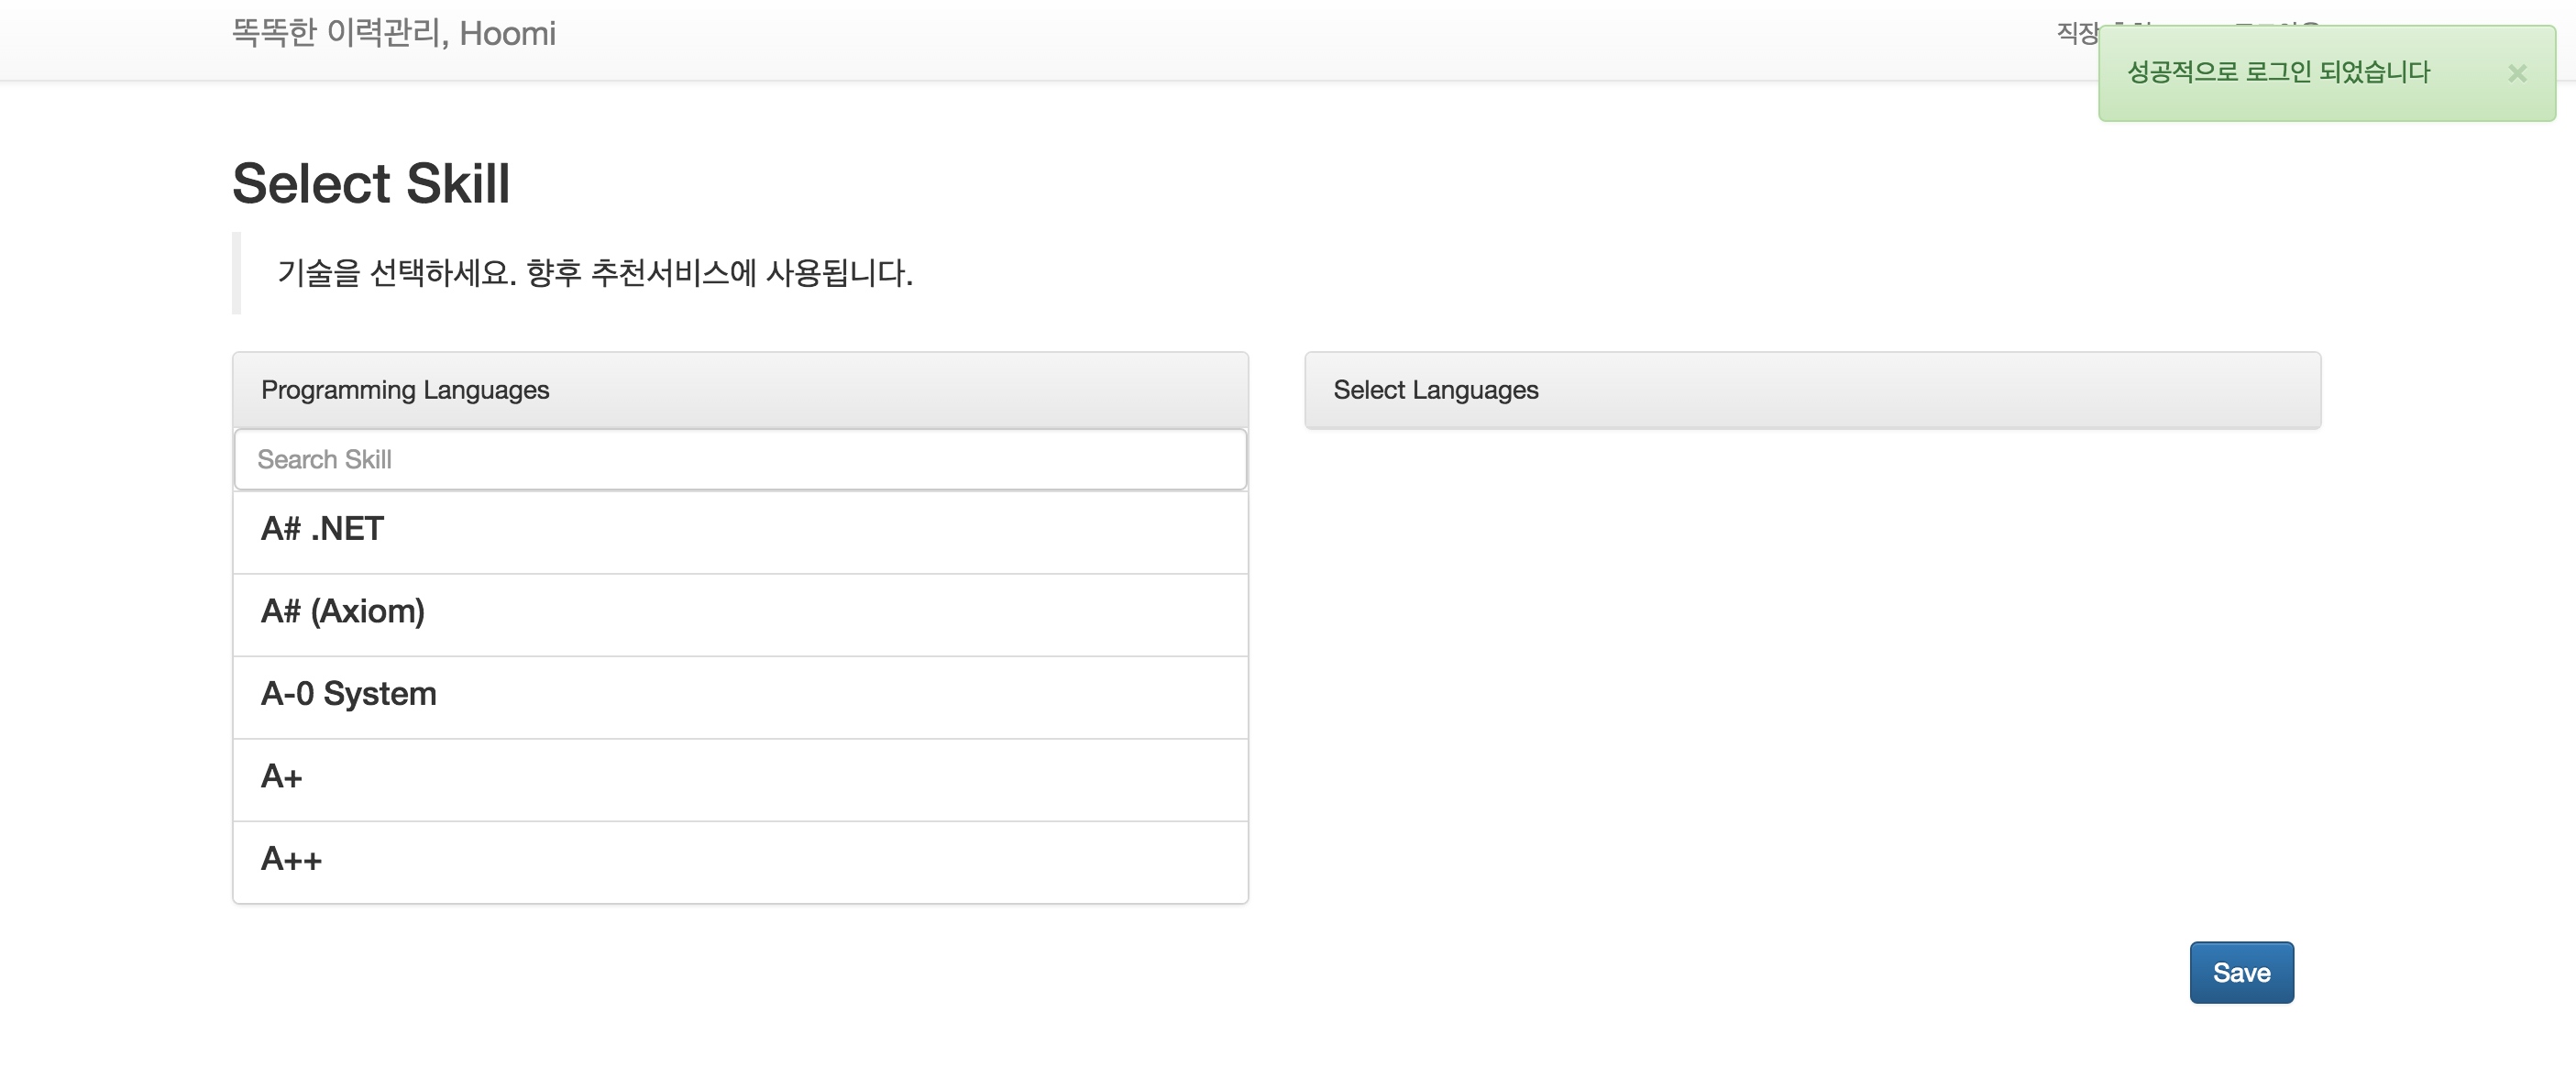 똑똑한 이력관리, Hoomi
직장
성공적으로 로그인 되었습니다
×
Select Skill
기술을 선택하세요. 향후 추천서비스에 사용됩니다.
Programming Languages
Select Languages
Search Skill
A# .NET
A# (Axiom)
A-0 System
A+
A++
Save